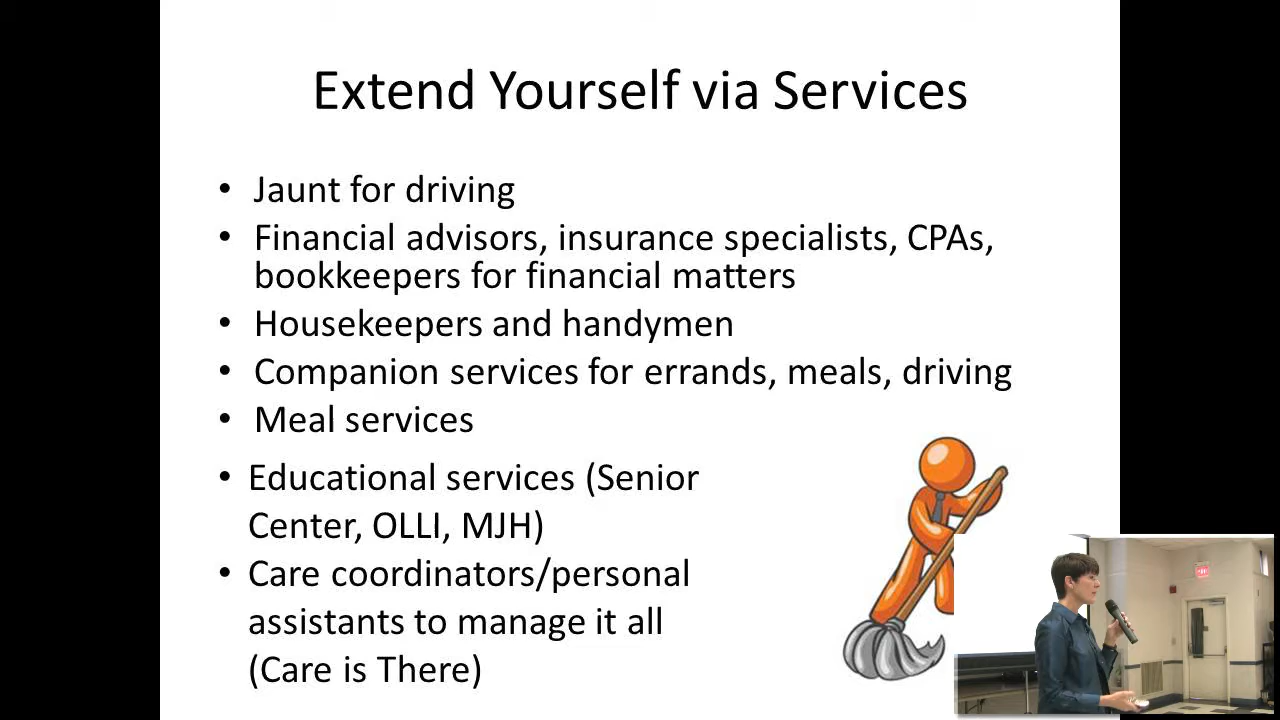 Extend Yourself via Services
• Jaunt for driving
• Financial advisors, insurance specialists, CPAs,
bookkeepers for financial matters
• Housekeepers and handymen
• Companion services for errands, meals, driving
• Meal services
• Educational services (Senior
Center, OLLI, MJH)
• Care coordinators/personal
assistants to manage it all
(Care is There)